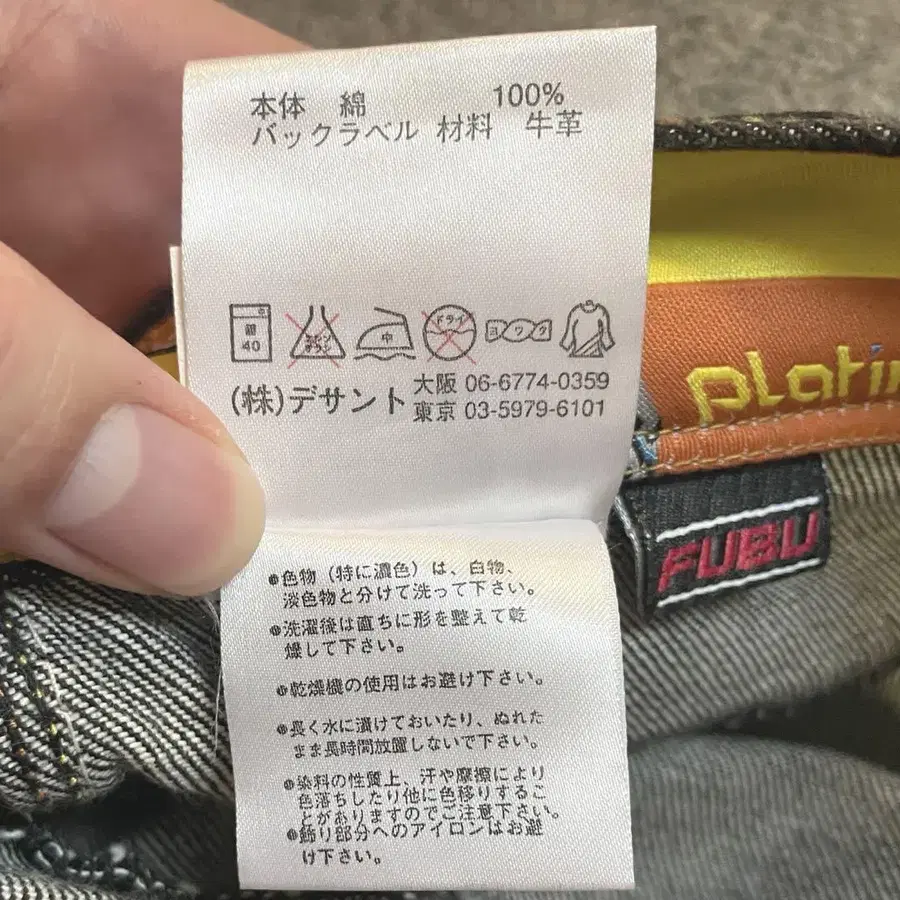 本体 綿 100%
バックラベル 材料 牛革
40
中
ドライ
ヨワク
(株)デサント
大阪 06-6774-0359
東京 03-5979-6101
platin
FUBU
●色物（特に濃色）は、白物、
淡色物と分けて洗って下さい。
●洗濯後は直ちに形を整えて乾
燥して下さい。
●乾燥機の使用はお避け下さい。
●長く水に漬けておいたり、ぬれた
まま長時間放置しないで下さい。
●染料の性質上、汗や摩擦により
色落ちしたり他に色移りするこ
とがありますのでご注意下さい。
●飾り部分へのアイロンはお避
け下さい。